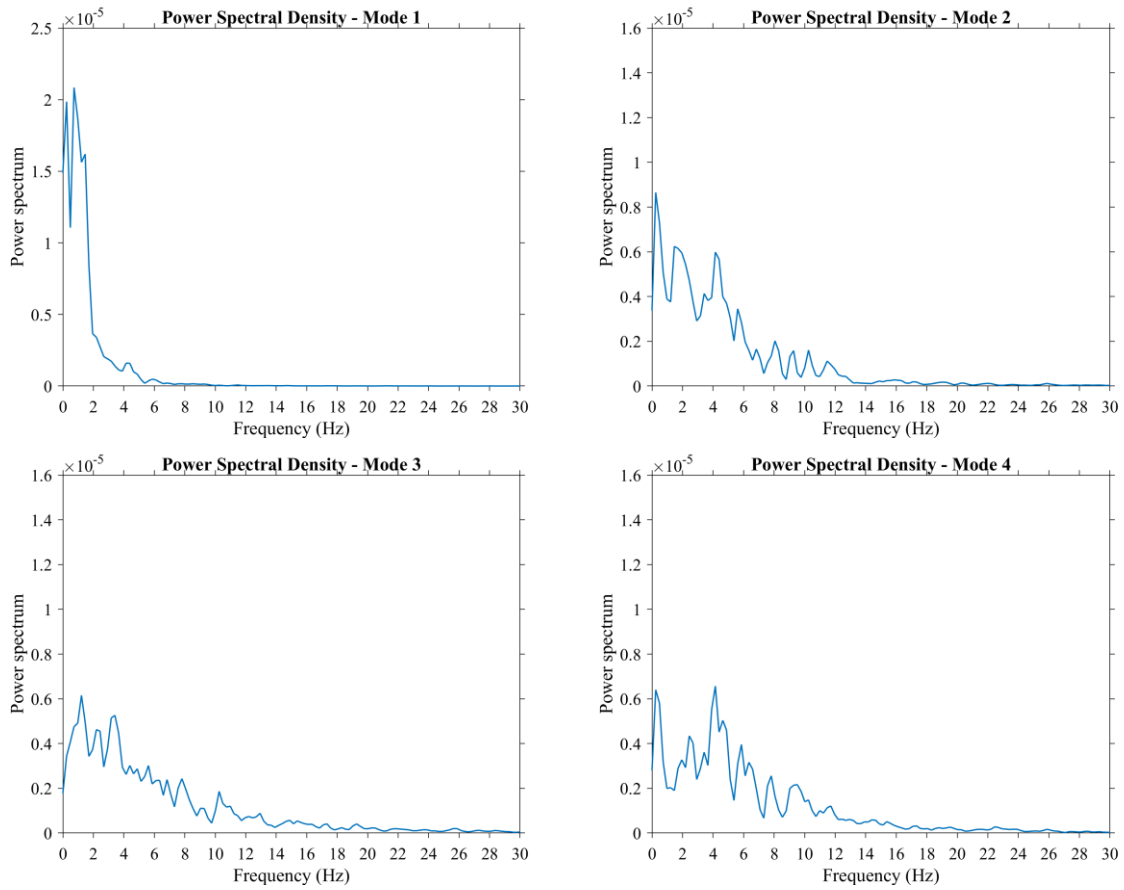 Power Spectral Density - Mode 1
×10⁻⁵
2.5
2
1.5
1
0.5
0
Power spectrum
0 2 4 6 8 10 12 14 16 18 20 22 24 26 28 30
Frequency (Hz)
Power Spectral Density - Mode 2
×10⁻⁵
1.6
1.4
1.2
1
0.8
0.6
0.4
0.2
0
Power spectrum
0 2 4 6 8 10 12 14 16 18 20 22 24 26 28 30
Frequency (Hz)
Power Spectral Density - Mode 3
×10⁻⁵
1.6
1.4
1.2
1
0.8
0.6
0.4
0.2
0
Power spectrum
0 2 4 6 8 10 12 14 16 18 20 22 24 26 28 30
Frequency (Hz)
Power Spectral Density - Mode 4
×10⁻⁵
1.6
1.4
1.2
1
0.8
0.6
0.4
0.2
0
Power spectrum
0 2 4 6 8 10 12 14 16 18 20 22 24 26 28 30
Frequency (Hz)